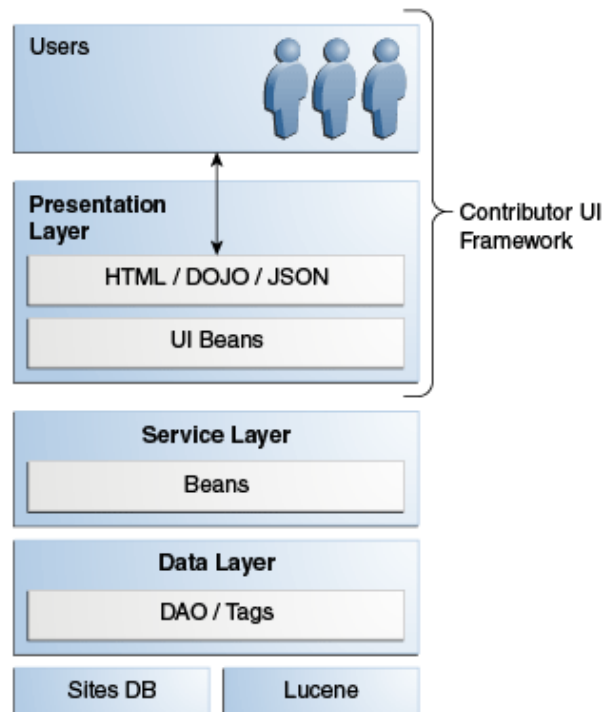 Users
Presentation
Layer
HTML / DOJO / JSON
UI Beans
Contributor UI
Framework
Service Layer
Beans
Data Layer
DAO / Tags
Sites DB
Lucene